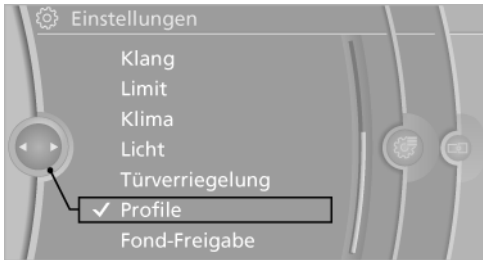 Einstellungen
Klang
Limit
Klima
Licht
Türverriegelung
Profile
Fond-Freigabe